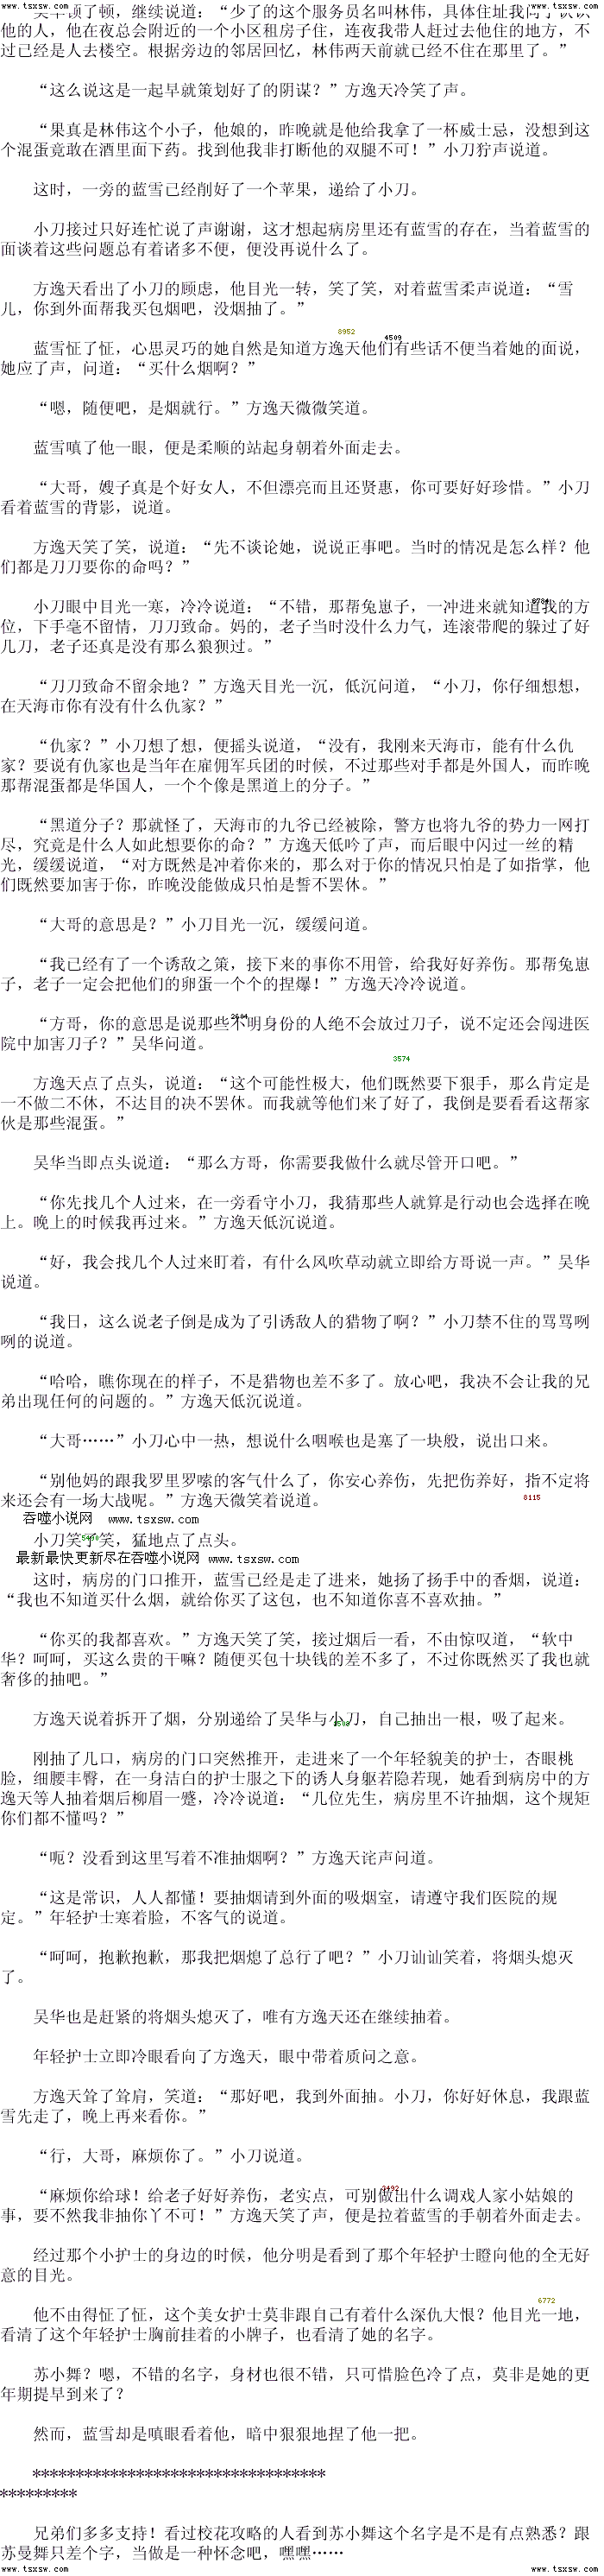 www.tsxsw.com www.tsxsw.com
吴华顿了顿，继续说道：“少了的这个服务员名叫林伟，具体住址我
他的人，他在夜总会附近的一个小区租房子住，连夜我带人赶过去他住的地方，不
过已经是人去楼空。根据旁边的邻居回忆，林伟两天前就已经不住在那里了。”
“这么说这是一起早就策划好了的阴谋？”方逸天冷笑了声。
“果真是林伟这个小子，他娘的，昨晚就是他给我拿了一杯威士忌，没想到这
个混蛋竟敢在酒里面下药。找到他我非打断他的双腿不可！”小刀狞声说道。
这时，一旁的蓝雪已经削好了一个苹果，递给了小刀。
小刀接过只好连忙说了声谢谢，这才想起病房里还有蓝雪的存在，当着蓝雪的
面谈着这些问题总有着诸多不便，便没再说什么了。
方逸天看出了小刀的顾虑，他目光一转，笑了笑，对着蓝雪柔声说道：“雪
儿，你到外面帮我买包烟吧，没烟抽了。”
8952 4509
蓝雪怔了怔，心思灵巧的她自然是知道方逸天他们有些话不便当着她的面说，
她应了声，问道：“买什么烟啊？”
“嗯，随便吧，是烟就行。”方逸天微微笑道。
蓝雪嗔了他一眼，便是柔顺的站起身朝着外面走去。
“大哥，嫂子真是个好女人，不但漂亮而且还贤惠，你可要好好珍惜。”小刀
看着蓝雪的背影，说道。
方逸天笑了笑，说道：“先不谈论她，说说正事吧。当时的情况是怎么样？他
们都是刀刀要你的命吗？”
小刀眼中目光一寒，冷冷说道：“不错，那帮兔崽子，一冲进来就知道我的方
位，下手毫不留情，刀刀致命。妈的，老子当时没什么力气，连滚带爬的躲过了好
几刀，老子还真是没有那么狼狈过。”
“刀刀致命不留余地？”方逸天目光一沉，低沉问道，“小刀，你仔细想想，
在天海市你有没有什么仇家？”
“仇家？”小刀想了想，便摇头说道，“没有，我刚来天海市，能有什么仇
家？要说有仇家也是当年在雇佣军兵团的时候，不过那些对手都是外国人，而昨晚
那帮混蛋都是华国人，一个个像是黑道上的分子。”
“黑道分子？那就怪了，天海市的九爷已经被除，警方也将九爷的势力一网打
尽，究竟是什么人如此想要你的命？”方逸天低吟了声，而后眼中闪过一丝的精
光，缓缓说道，“对方既然是冲着你来的，那么对于你的情况只怕是了如指掌，他
们既然要加害于你，昨晚没能做成只怕是誓不罢休。”
“大哥的意思是？”小刀目光一沉，缓缓问道。
“我已经有了一个诱敌之策，接下来的事你不用管，给我好好养伤。那帮兔崽
子，老子一定会把他们的卵蛋一个个的捏爆！”方逸天冷冷说道。
“方哥，你的意思是说那些不明身份的人绝不会放过刀子，说不定还会闯进医
院中加害刀子？”吴华问道。
3574
方逸天点了点头，说道：“这个可能性极大，他们既然要下狠手，那么肯定是
一不做二不休，不达目的决不罢休。而我就等他们来了好了，我倒是要看看这帮家
伙是那些混蛋。”
吴华当即点头说道：“那么方哥，你需要我做什么就尽管开口吧。”
“你先找几个人过来，在一旁看守小刀，我猜那些人就算是行动也会选择在晚
上。晚上的时候我再过来。”方逸天低沉说道。
“好，我会找几个人过来盯着，有什么风吹草动就立即给方哥说一声。”吴华
说道。
“我日，这么说老子倒是成为了引诱敌人的猎物了啊？”小刀禁不住的骂骂咧
咧的说道。
“哈哈，瞧你现在的样子，不是猎物也差不多了。放心吧，我决不会让我的兄
弟出现任何的问题的。”方逸天低沉说道。
“大哥……”小刀心中一热，想说什么咽喉也是塞了一块般，说出口来。
“别他妈的跟我罗里罗嗦的客气什么了，你安心养伤，先把伤养好，指不定将
来还会有一场大战呢。”方逸天微笑着说道。
8115
吞噬小说网 www.tsxsw.com
小刀笑了笑，猛地点了点头。
最新最快更新尽在吞噬小说网 www.tsxsw.com
这时，病房的门口推开，蓝雪已经是走了进来，她扬了扬手中的香烟，说道：
“我也不知道买什么烟，就给你买了这包，也不知道你喜不喜欢抽。”
“你买的我都喜欢。”方逸天笑了笑，接过烟后一看，不由惊叹道，“软中
华？呵呵，买这么贵的干嘛？随便买包十块钱的差不多了，不过你既然买了我也就
奢侈的抽吧。”
方逸天说着拆开了烟，分别递给了吴华与小刀，自己抽出一根，吸了起来。
刚抽了几口，病房的门口突然推开，走进来了一个年轻貌美的护士，杏眼桃
脸，细腰丰臀，在一身洁白的护士服之下的诱人身躯若隐若现，她看到病房中的方
逸天等人抽着烟后柳眉一蹙，冷冷说道：“几位先生，病房里不许抽烟，这个规矩
你们都不懂吗？”
“呃？没看到这里写着不准抽烟啊？”方逸天诧声问道。
“这是常识，人人都懂！要抽烟请到外面的吸烟室，请遵守我们医院的规
定。”年轻护士寒着脸，不客气的说道。
“呵呵，抱歉抱歉，那我把烟熄了总行了吧？”小刀讪讪笑着，将烟头熄灭
了。
吴华也是赶紧的将烟头熄灭了，唯有方逸天还在继续抽着。
年轻护士立即冷眼看向了方逸天，眼中带着质问之意。
方逸天耸了耸肩，笑道：“那好吧，我到外面抽。小刀，你好好休息，我跟蓝
雪先走了，晚上再来看你。”
“行，大哥，麻烦你了。”小刀说道。
“麻烦你给球！给老子好好养伤，老实点，可别做出什么调戏人家小姑娘的
事，要不然我非抽你丫不可！”方逸天笑了声，便是拉着蓝雪的手朝着外面走去。
经过那个小护士的身边的时候，他分明是看到了那个年轻护士瞪向他的全无好
意的目光。
6772
他不由得怔了怔，这个美女护士莫非跟自己有着什么深仇大恨？他目光一地，
看清了这个年轻护士胸前挂着的小牌子，也看清了她的名字。
苏小舞？嗯，不错的名字，身材也很不错，只可惜脸色冷了点，莫非是她的更
年期提早到来了？
然而，蓝雪却是嗔眼看着他，暗中狠狠地捏了他一把。
**********************************
*********
兄弟们多多支持！看过校花攻略的人看到苏小舞这个名字是不是有点熟悉？跟
苏曼舞只差个字，当做是一种怀念吧，嘿嘿……
www.tsxsw.com www.tsxsw.com